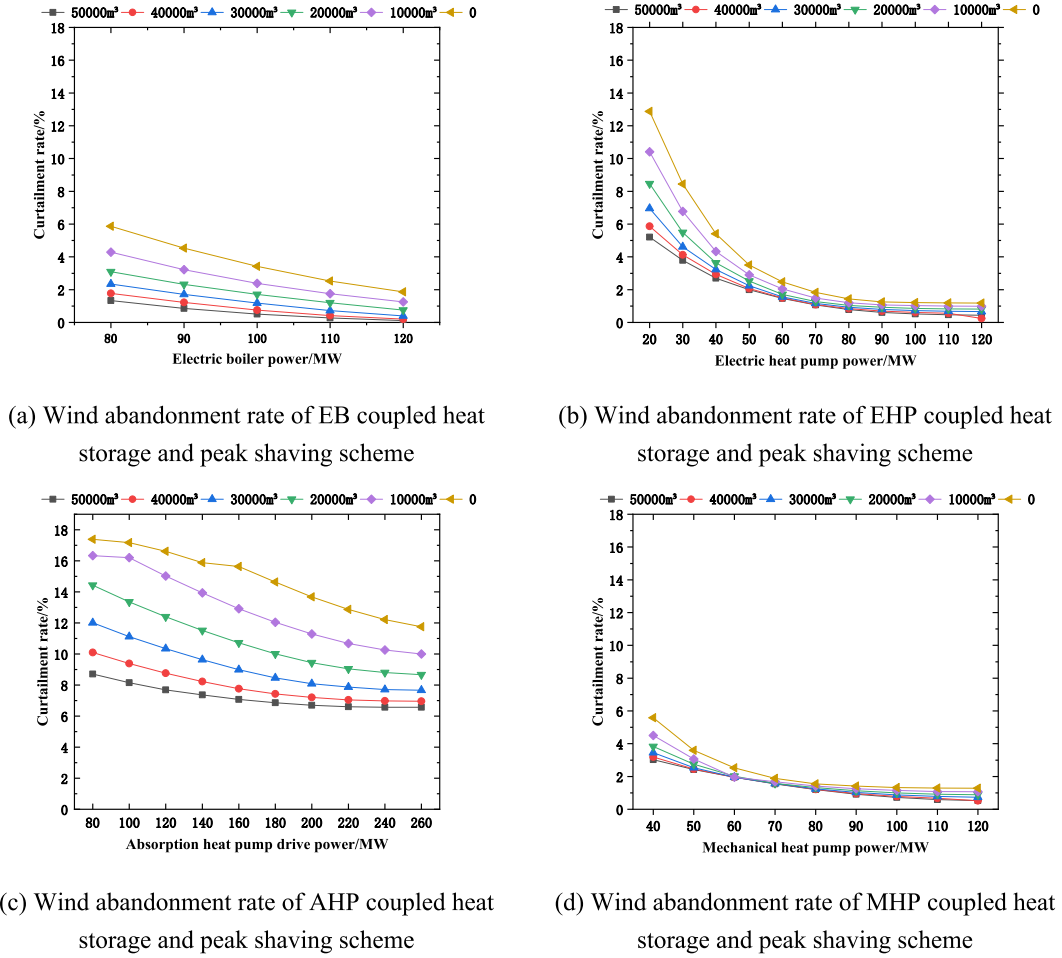 50000m³ 40000m³ 30000m³ 20000m³ 10000m³ 0
18
16
14
12
10
8
6
4
2
0
Curtailment rate/%
80 90 100 110 120
Electric boiler power/MW
(a) Wind abandonment rate of EB coupled heat
storage and peak shaving scheme
50000m³ 40000m³ 30000m³ 20000m³ 10000m³ 0
18
16
14
12
10
8
6
4
2
0
Curtailment rate/%
20 30 40 50 60 70 80 90 100 110 120
Electric heat pump power/MW
(b) Wind abandonment rate of EHP coupled heat
storage and peak shaving scheme
50000m³ 40000m³ 30000m³ 20000m³ 10000m³ 0
18
16
14
12
10
8
6
4
2
0
Curtailment rate/%
80 100 120 140 160 180 200 220 240 260
Absorption heat pump drive power/MW
(c) Wind abandonment rate of AHP coupled heat
storage and peak shaving scheme
50000m³ 40000m³ 30000m³ 20000m³ 10000m³ 0
18
16
14
12
10
8
6
4
2
0
Curtailment rate/%
40 50 60 70 80 90 100 110 120
Mechanical heat pump power/MW
(d) Wind abandonment rate of MHP coupled heat
storage and peak shaving scheme